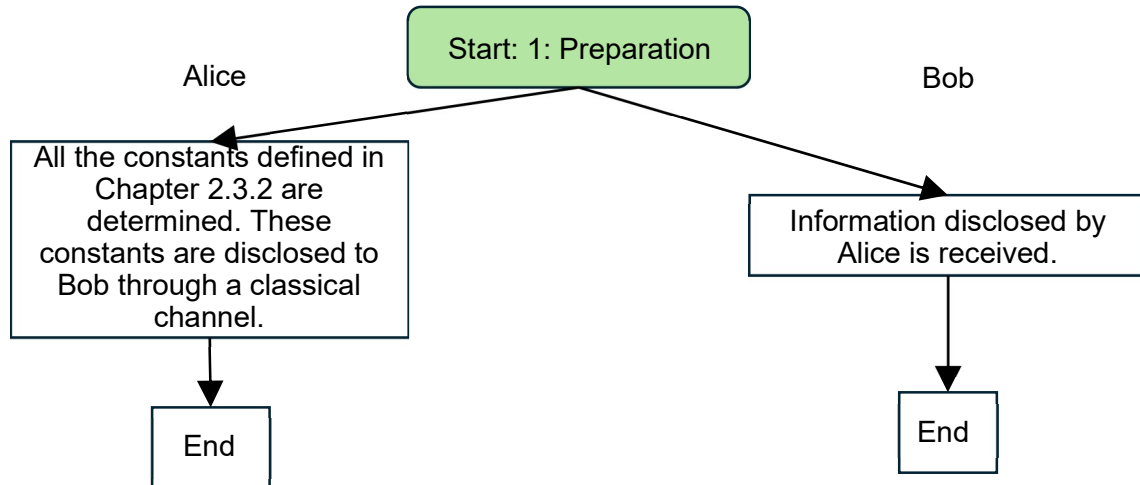 Start: 1: Preparation
Alice
Bob
All the constants defined in
Chapter 2.3.2 are
determined. These
constants are disclosed to
Bob through a classical
channel.
Information disclosed by
Alice is received.
End
End